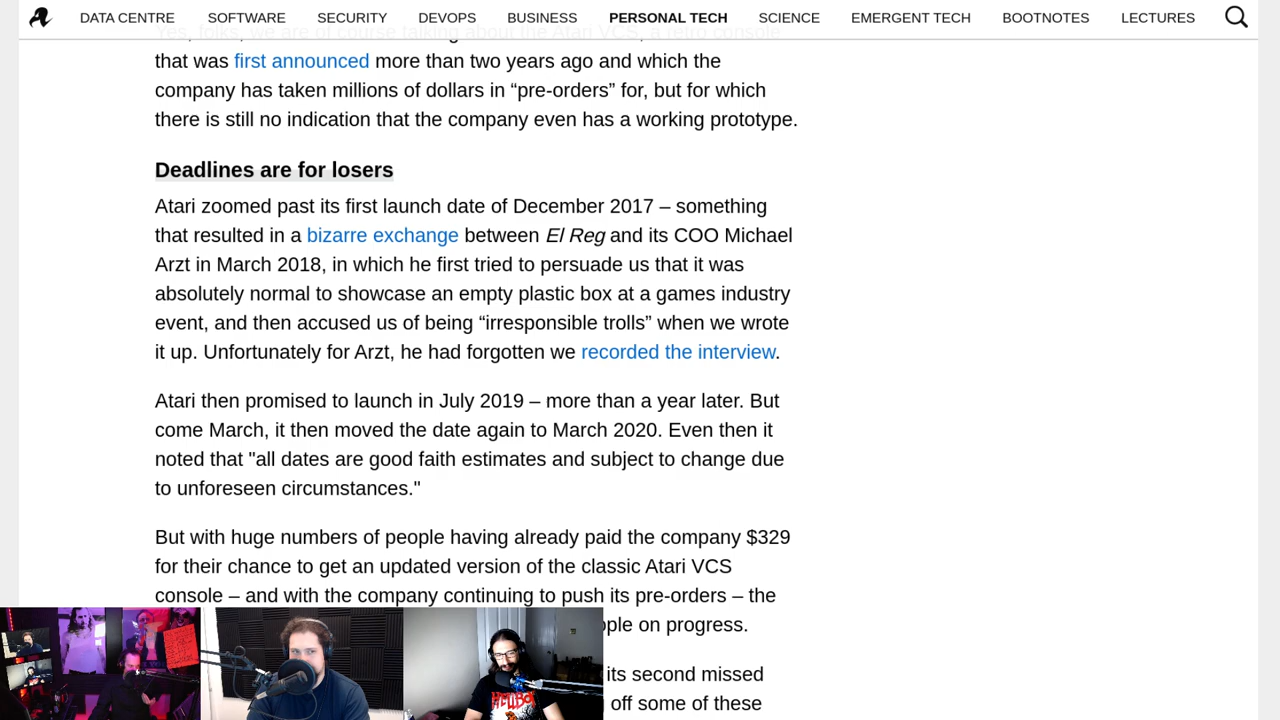 DATA CENTRE SOFTWARE SECURITY DEVOPS BUSINESS PERSONAL TECH SCIENCE EMERGENT TECH BOOTNOTES LECTURES
Yes, folks, we are of course talking about the Atari VCS, a retro console
that was first announced more than two years ago and which the
company has taken millions of dollars in “pre-orders” for, but for which
there is still no indication that the company even has a working prototype.
Deadlines are for losers
Atari zoomed past its first launch date of December 2017 – something
that resulted in a bizarre exchange between El Reg and its COO Michael
Arzt in March 2018, in which he first tried to persuade us that it was
absolutely normal to showcase an empty plastic box at a games industry
event, and then accused us of being “irresponsible trolls” when we wrote
it up. Unfortunately for Arzt, he had forgotten we recorded the interview.
Atari then promised to launch in July 2019 – more than a year later. But
come March, it then moved the date again to March 2020. Even then it
noted that "all dates are good faith estimates and subject to change due
to unforeseen circumstances."
But with huge numbers of people having already paid the company $329
for their chance to get an updated version of the classic Atari VCS
console – and with the company continuing to push its pre-orders – the
ople on progress.
its second missed
off some of these
HELLBOY